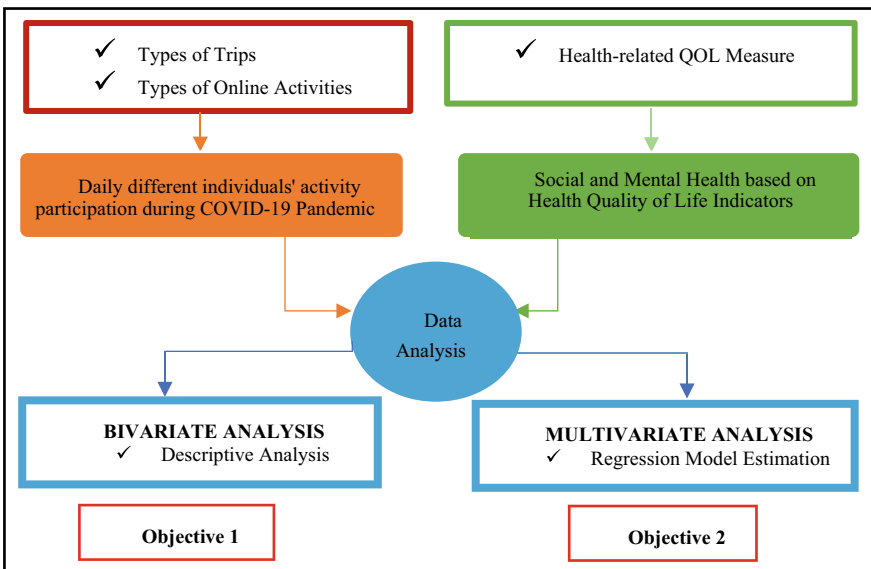 ✓ Types of Trips
✓ Types of Online Activities
✓ Health-related QOL Measure
Daily different individuals' activity
participation during COVID-19 Pandemic
Social and Mental Health based on
Health Quality of Life Indicators
Data
Analysis
BIVARIATE ANALYSIS
✓ Descriptive Analysis
MULTIVARIATE ANALYSIS
✓ Regression Model Estimation
Objective 1
Objective 2